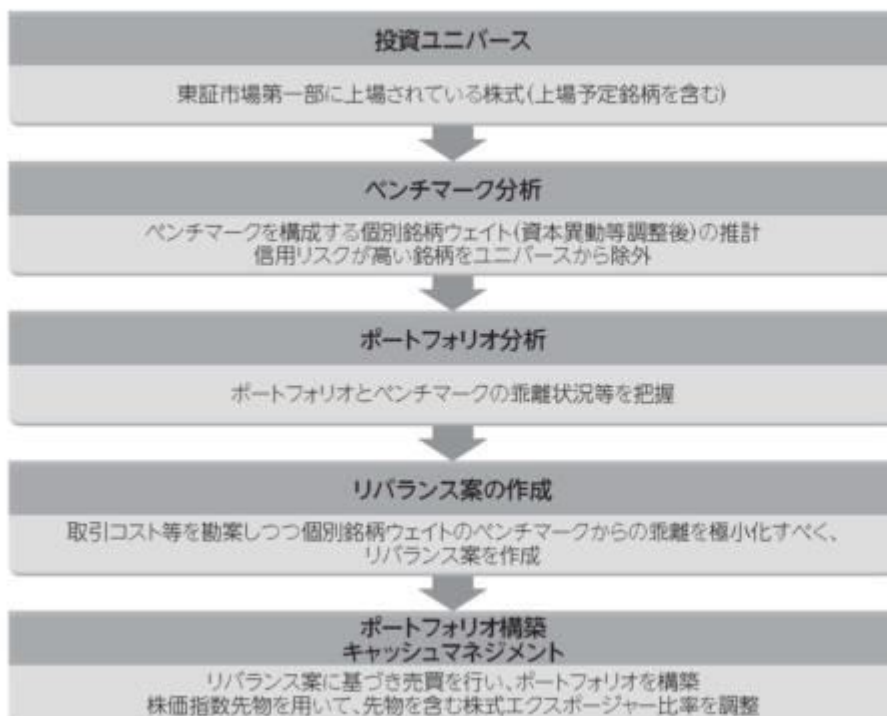 投資ユニバース
東証市場第一部に上場されている株式(上場予定銘柄を含む)
ベンチマーク分析
ベンチマークを構成する個別銘柄ウェイト(資本異動等調整後)の推計
信用リスクが高い銘柄をユニバースから除外
ポートフォリオ分析
ポートフォリオとベンチマークの乖離状況等を把握
リバランス案の作成
取引コスト等を勘案しつつ個別銘柄ウェイトのベンチマークからの乖離を極小化すべく、
リバランス案を作成
ポートフォリオ構築
キャッシュマネジメント
リバランス案に基づき売買を行い、ポートフォリオを構築
株価指数先物を用いて、先物を含む株式エクスポージャー比率を調整